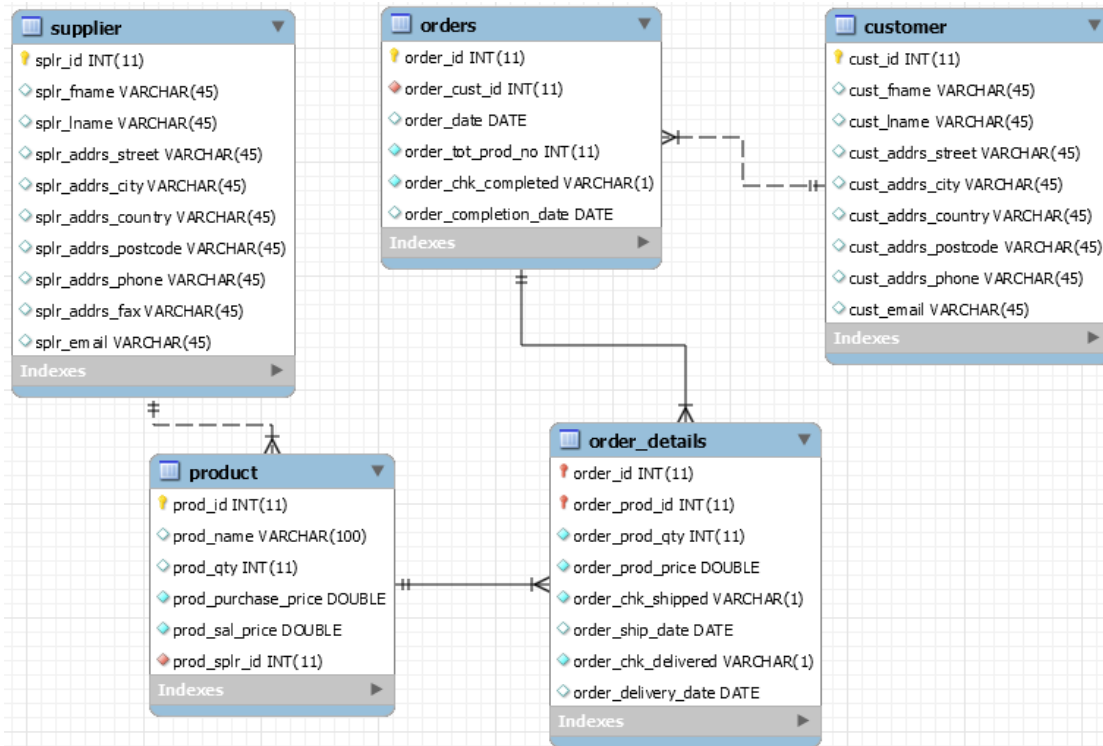 supplier
splr_id INT(11)
splr_fname VARCHAR(45)
splr_lname VARCHAR(45)
splr_addrs_street VARCHAR(45)
splr_addrs_city VARCHAR(45)
splr_addrs_country VARCHAR(45)
splr_addrs_postcode VARCHAR(45)
splr_addrs_phone VARCHAR(45)
splr_addrs_fax VARCHAR(45)
splr_email VARCHAR(45)
Indexes
orders
order_id INT(11)
order_cust_id INT(11)
order_date DATE
order_tot_prod_no INT(11)
order_chk_completed VARCHAR(1)
order_completion_date DATE
Indexes
customer
cust_id INT(11)
cust_fname VARCHAR(45)
cust_lname VARCHAR(45)
cust_addrs_street VARCHAR(45)
cust_addrs_city VARCHAR(45)
cust_addrs_country VARCHAR(45)
cust_addrs_postcode VARCHAR(45)
cust_addrs_phone VARCHAR(45)
cust_email VARCHAR(45)
Indexes
product
prod_id INT(11)
prod_name VARCHAR(100)
prod_qty INT(11)
prod_purchase_price DOUBLE
prod_sal_price DOUBLE
prod_splr_id INT(11)
Indexes
order_details
order_id INT(11)
order_prod_id INT(11)
order_prod_qty INT(11)
order_prod_price DOUBLE
order_chk_shipped VARCHAR(1)
order_ship_date DATE
order_chk_delivered VARCHAR(1)
order_delivery_date DATE
Indexes